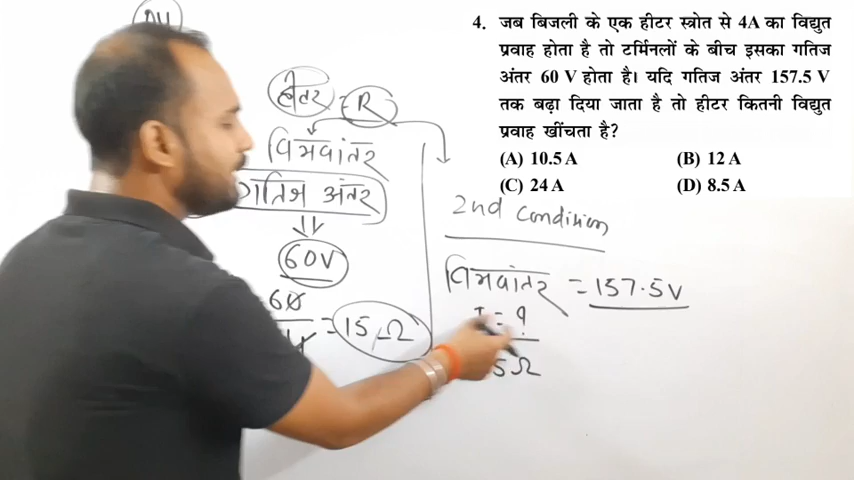 4. जब बिजली के एक हीटर स्त्रोत से 4A का विद्युत
प्रवाह होता है तो टर्मिनलों के बीच इसका गतिज
अंतर 60 V होता है। यदि गतिज अंतर 157.5 V
तक बढ़ा दिया जाता है तो हीटर कितनी विद्युत
प्रवाह खींचता है?
(A) 10.5 A (B) 12 A
(C) 24 A (D) 8.5 A
हीटर = R
विभवांतर
गतिज अंतर
60V
= 15 Ω
2nd Condition
विभवांतर = 157.5V
= ?
5Ω